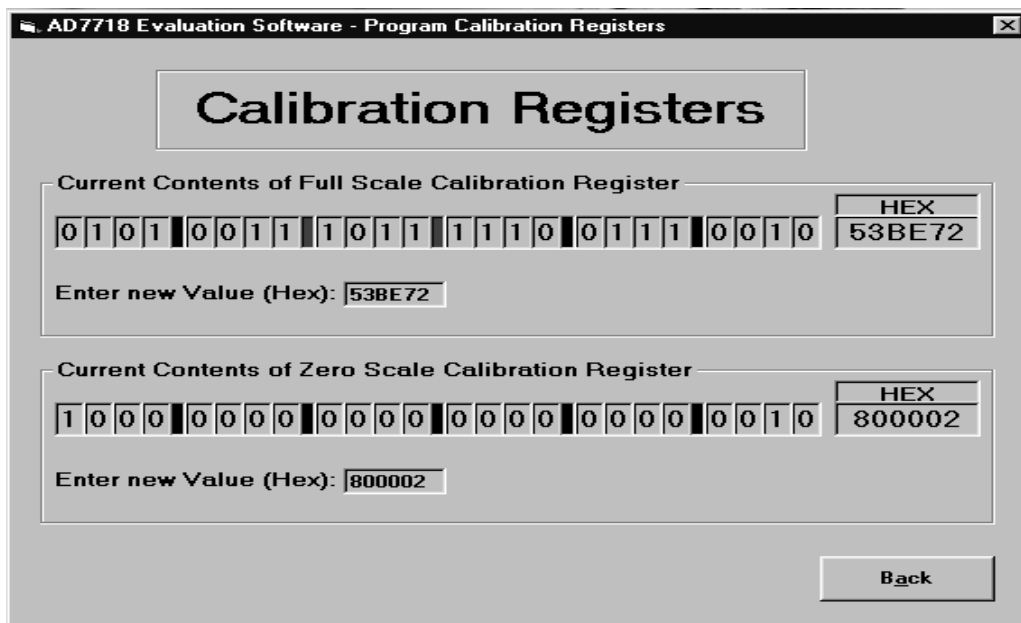 AD7718 Evaluation Software - Program Calibration Registers
Calibration Registers
Current Contents of Full Scale Calibration Register
HEX
0 1 0 1 0 0 1 1 1 0 1 1 1 1 1 0 0 1 1 1 0 0 1 0 53BE72
Enter new Value (Hex): 53BE72
Current Contents of Zero Scale Calibration Register
HEX
1 0 0 0 0 0 0 0 0 0 0 0 0 0 0 0 0 0 0 0 0 0 1 0 800002
Enter new Value (Hex): 800002
Back